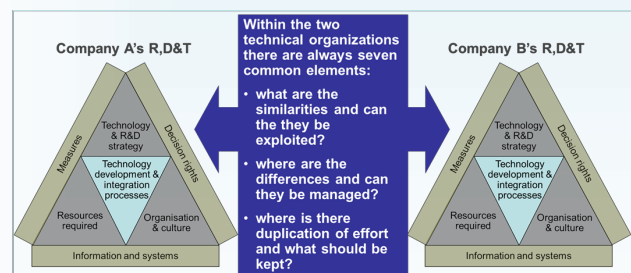 Company A's R,D&T
Measures
Decision rights
Technology
& R&D
strategy
Technology
development &
integration
processes
Resources
required
Organisation
& culture
Information and systems
Within the two
technical organizations
there are always seven
common elements:
• what are the
similarities and can
the they be
exploited?
• where are the
differences and can
they be managed?
• where is there
duplication of effort
and what should be
kept?
Company B's R,D&T
Measures
Decision rights
Technology
& R&D
strategy
Technology
development &
integration
processes
Resources
required
Organisation
& culture
Information and systems